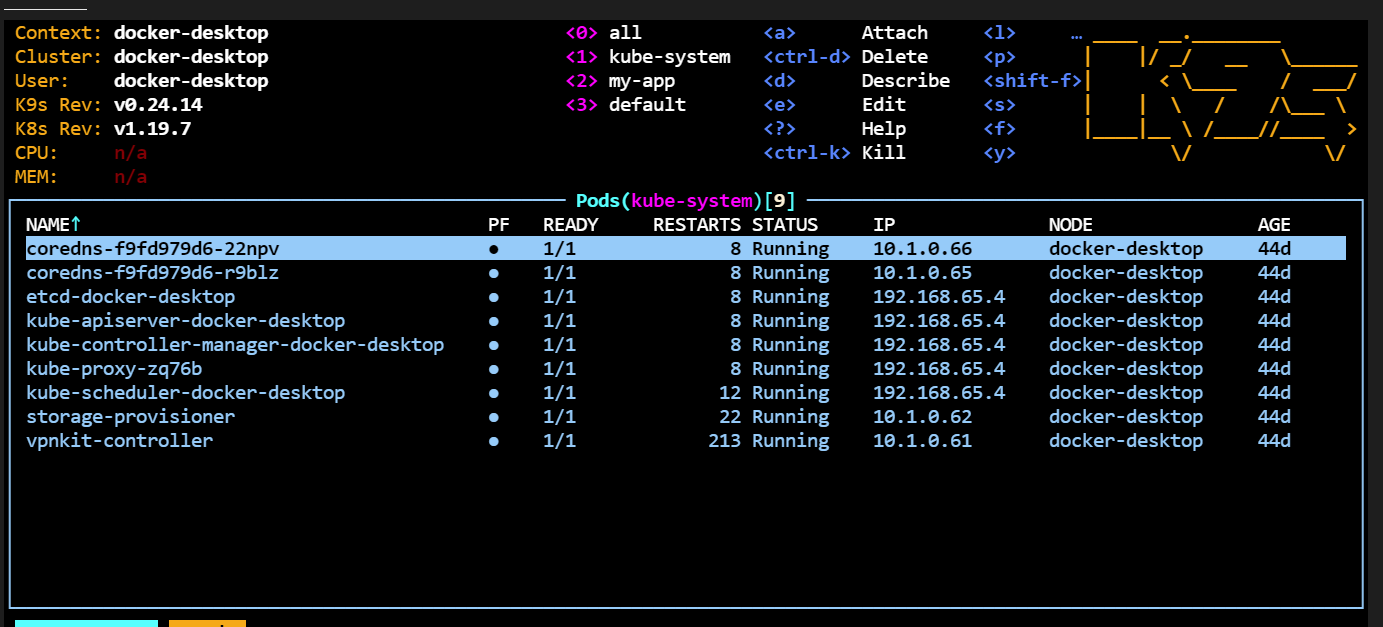 Context: docker-desktop <0> all <a> Attach <l> …
Cluster: docker-desktop <1> kube-system <ctrl-d> Delete <p>
User: docker-desktop <2> my-app <d> Describe <shift-f>
K9s Rev: v0.24.14 <3> default <e> Edit <s>
K8s Rev: v1.19.7 <?> Help <f>
CPU: n/a <ctrl-k> Kill <y>
MEM: n/a
Pods(kube-system)[9]
NAME↑ PF READY RESTARTS STATUS IP NODE AGE
coredns-f9fd979d6-22npv ● 1/1 8 Running 10.1.0.66 docker-desktop 44d
coredns-f9fd979d6-r9blz ● 1/1 8 Running 10.1.0.65 docker-desktop 44d
etcd-docker-desktop ● 1/1 8 Running 192.168.65.4 docker-desktop 44d
kube-apiserver-docker-desktop ● 1/1 8 Running 192.168.65.4 docker-desktop 44d
kube-controller-manager-docker-desktop ● 1/1 8 Running 192.168.65.4 docker-desktop 44d
kube-proxy-zq76b ● 1/1 8 Running 192.168.65.4 docker-desktop 44d
kube-scheduler-docker-desktop ● 1/1 12 Running 192.168.65.4 docker-desktop 44d
storage-provisioner ● 1/1 22 Running 10.1.0.62 docker-desktop 44d
vpnkit-controller ● 1/1 213 Running 10.1.0.61 docker-desktop 44d